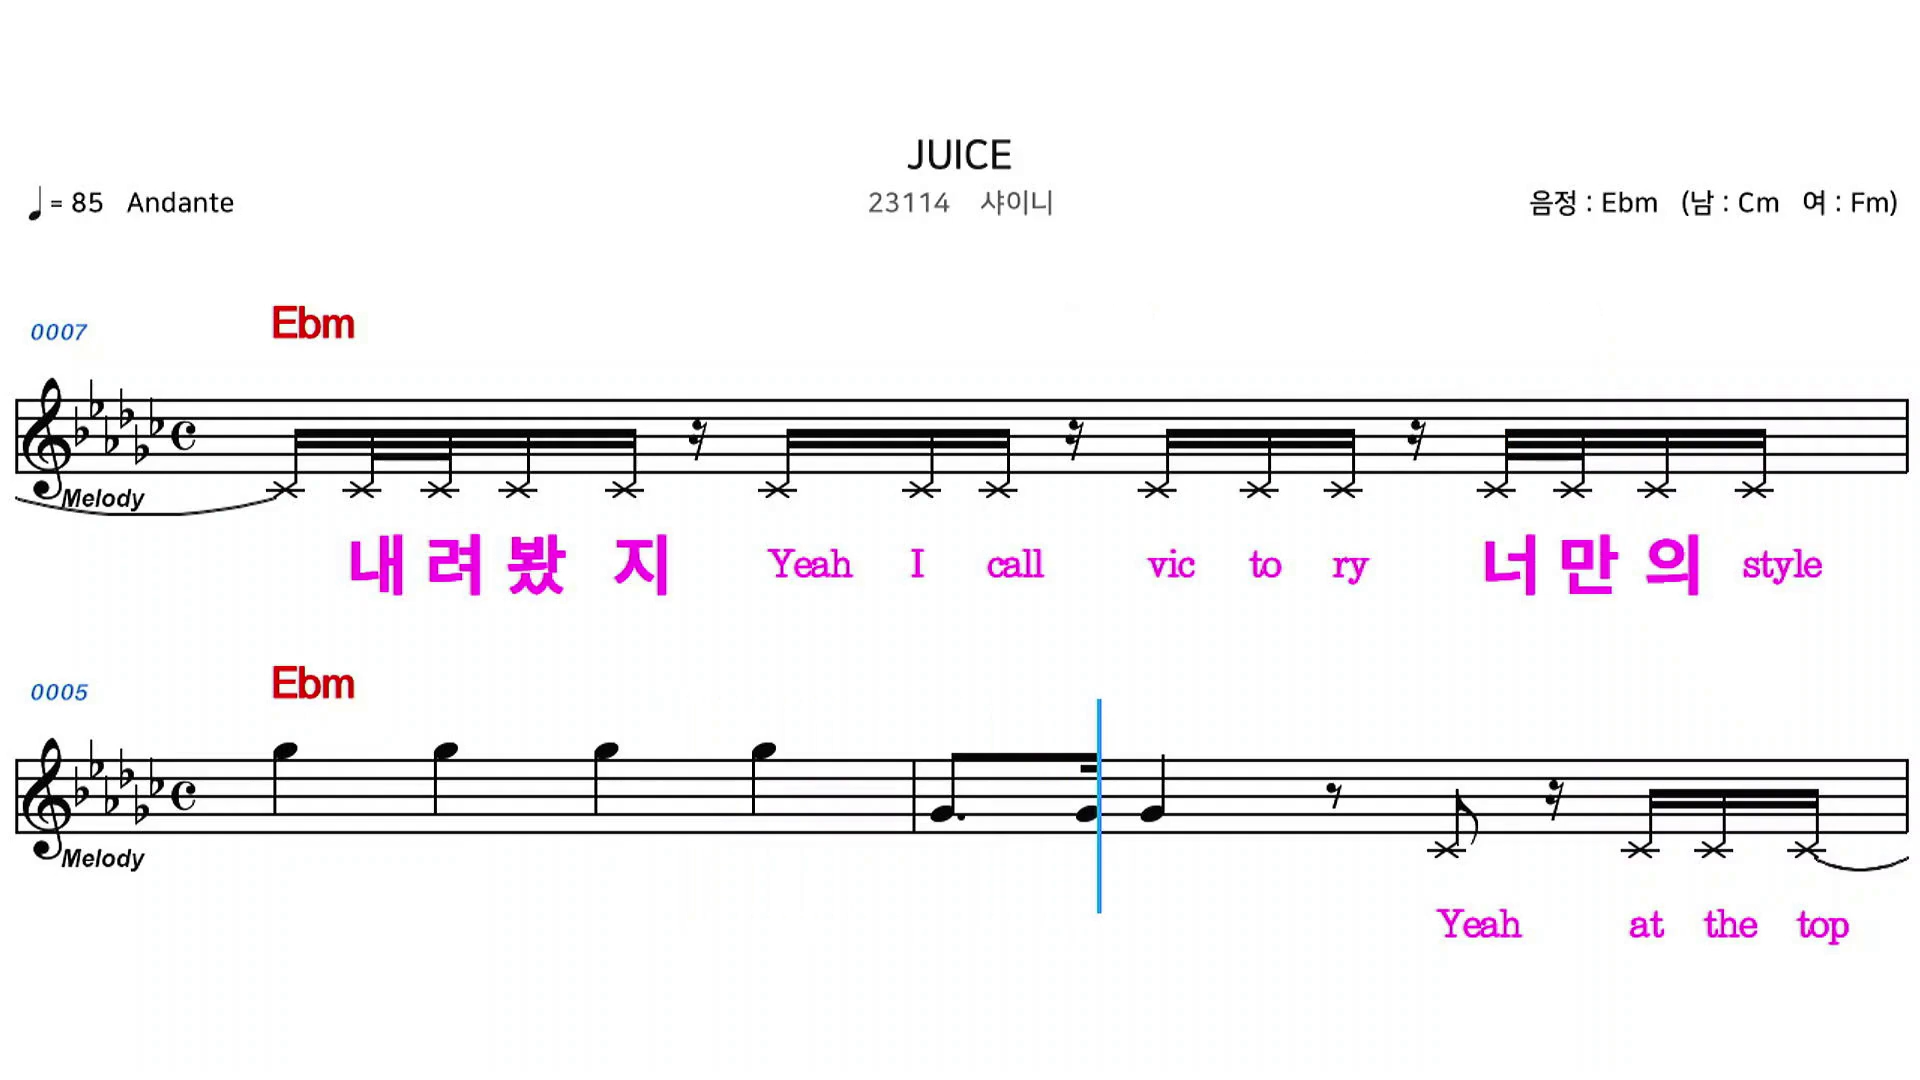 JUICE
= 85 Andante
23114 샤이니
음정 : Ebm (남 : Cm 여 : Fm)
0007
Ebm
Melody
내 려 봤 지 Yeah I call vic to ry 너 만 의 style
0005
Ebm
Melody
Yeah at the top